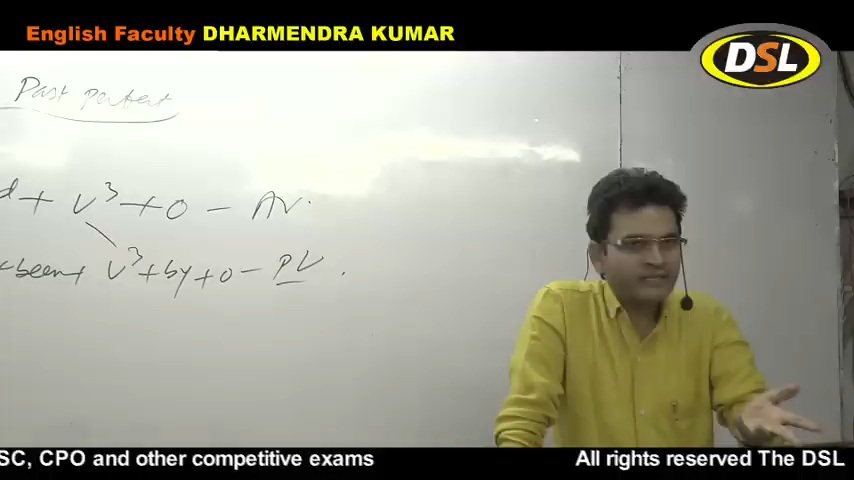 English Faculty DHARMENDRA KUMAR
DSL
Past perfect
d + V³ + O - AV.
+ been + V³ + by + O - PV.
SC, CPO and other competitive exams
All rights reserved The DSL